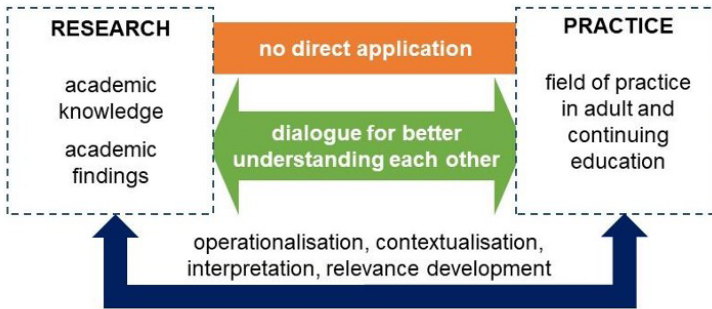 RESEARCH
academic
knowledge
academic
findings
no direct application
dialogue for better
understanding each other
PRACTICE
field of practice
in adult and
continuing
education
operationalisation, contextualisation,
interpretation, relevance development